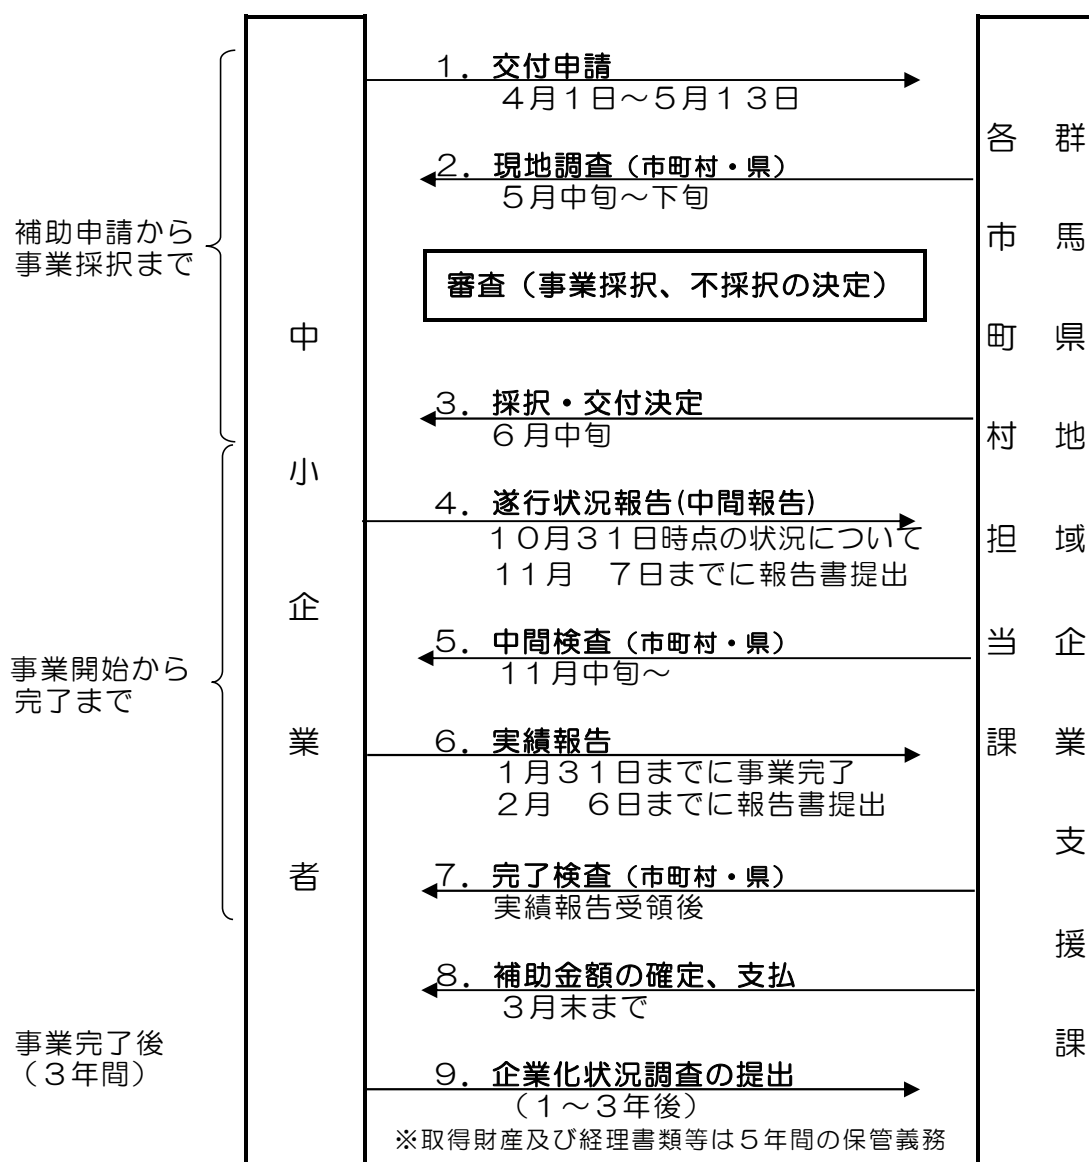 補助申請から
事業採択まで
事業開始から
完了まで
事業完了後
（３年間）
中小企業者
１．交付申請
４月１日～５月１３日
２．現地調査（市町村・県）
５月中旬～下旬
審査（事業採択、不採択の決定）
３．採択・交付決定
６月中旬
４．遂行状況報告(中間報告)
１０月３１日時点の状況について
１１月　７日までに報告書提出
５．中間検査（市町村・県）
１１月中旬～
６．実績報告
１月３１日までに事業完了
２月　６日までに報告書提出
７．完了検査（市町村・県）
実績報告受領後
８．補助金額の確定、支払
３月末まで
９．企業化状況調査の提出
（１～３年後）
※取得財産及び経理書類等は５年間の保管義務
群馬県地域企業支援課
各市町村担当課